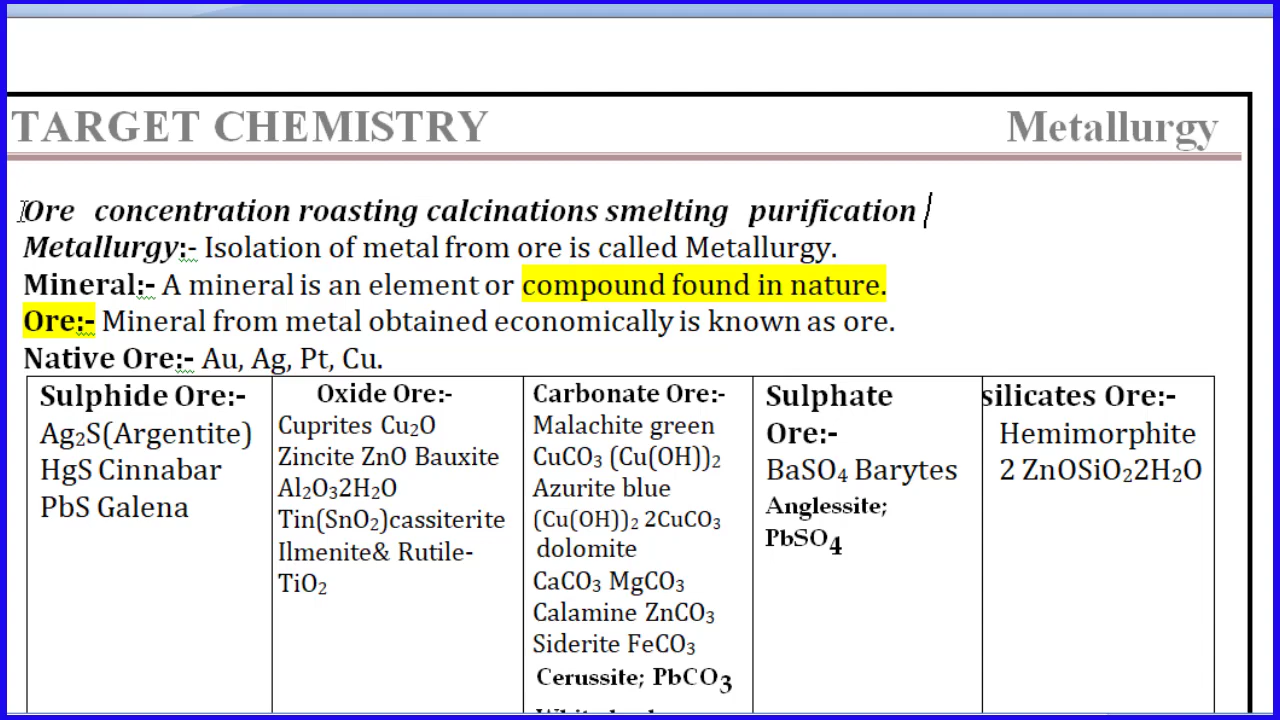 TARGET CHEMISTRY Metallurgy
Ore concentration roasting calcinations smelting purification
Metallurgy:- Isolation of metal from ore is called Metallurgy.
Mineral:- A mineral is an element or compound found in nature.
Ore:- Mineral from metal obtained economically is known as ore.
Native Ore:- Au, Ag, Pt, Cu.
Sulphide Ore:-
Ag₂S(Argentite)
HgS Cinnabar
PbS Galena
Oxide Ore:-
Cuprites Cu₂O
Zincite ZnO Bauxite
Al₂O₃2H₂O
Tin(SnO₂)cassiterite
Ilmenite& Rutile-
TiO₂
Carbonate Ore:-
Malachite green
CuCO₃ (Cu(OH))₂
Azurite blue
(Cu(OH))₂ 2CuCO₃
dolomite
CaCO₃ MgCO₃
Calamine ZnCO₃
Siderite FeCO₃
Cerussite; PbCO₃
Sulphate
Ore:-
BaSO₄ Barytes
Anglessite;
PbSO₄
silicates Ore:-
Hemimorphite
2 ZnOSiO₂2H₂O